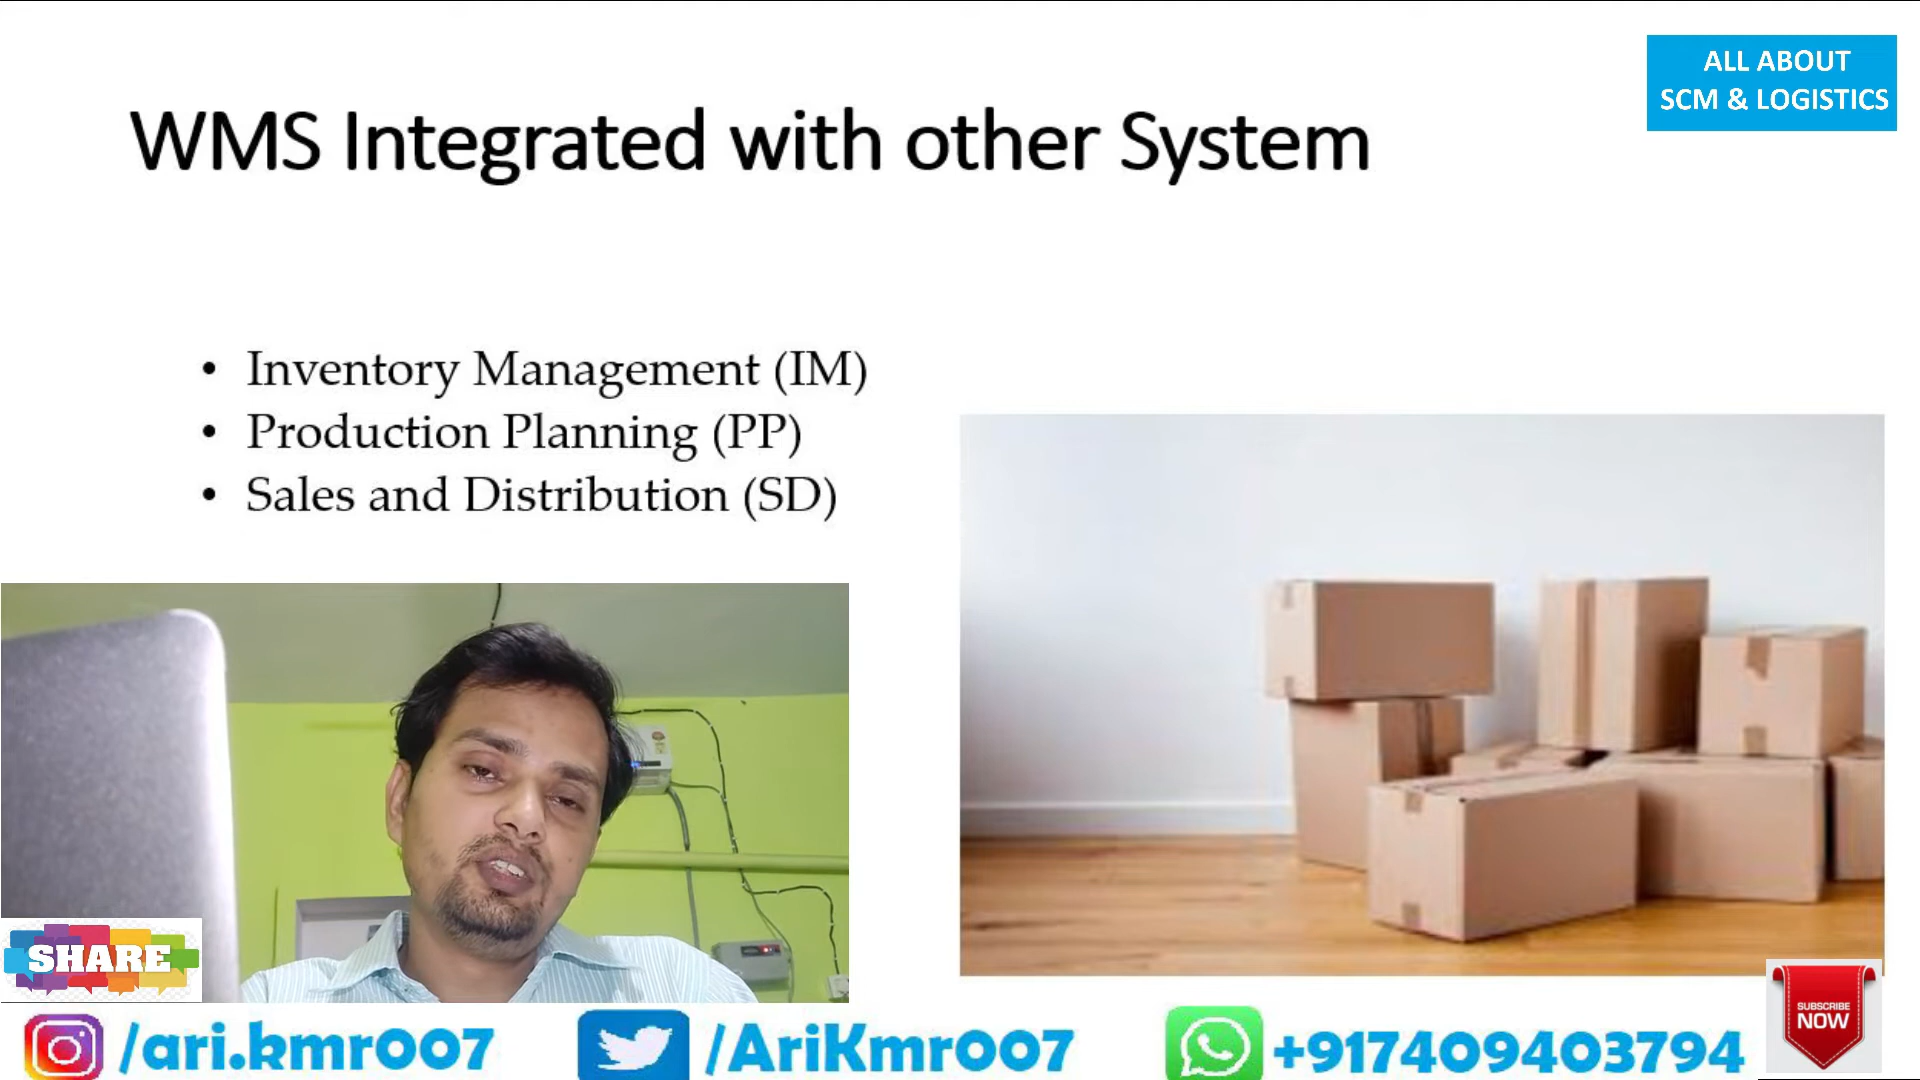 ALL ABOUT
SCM & LOGISTICS
WMS Integrated with other System
• Inventory Management (IM)
• Production Planning (PP)
• Sales and Distribution (SD)
SHARE
SUBSCRIBE
NOW
/ari.kmr007
/AriKmr007
+917409403794